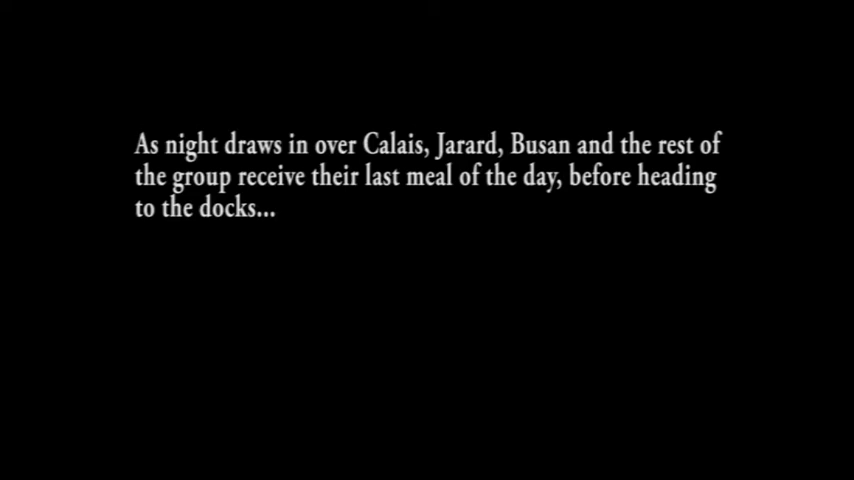 As night draws in over Calais, Jarard, Busan and the rest of
the group receive their last meal of the day, before heading
to the docks...